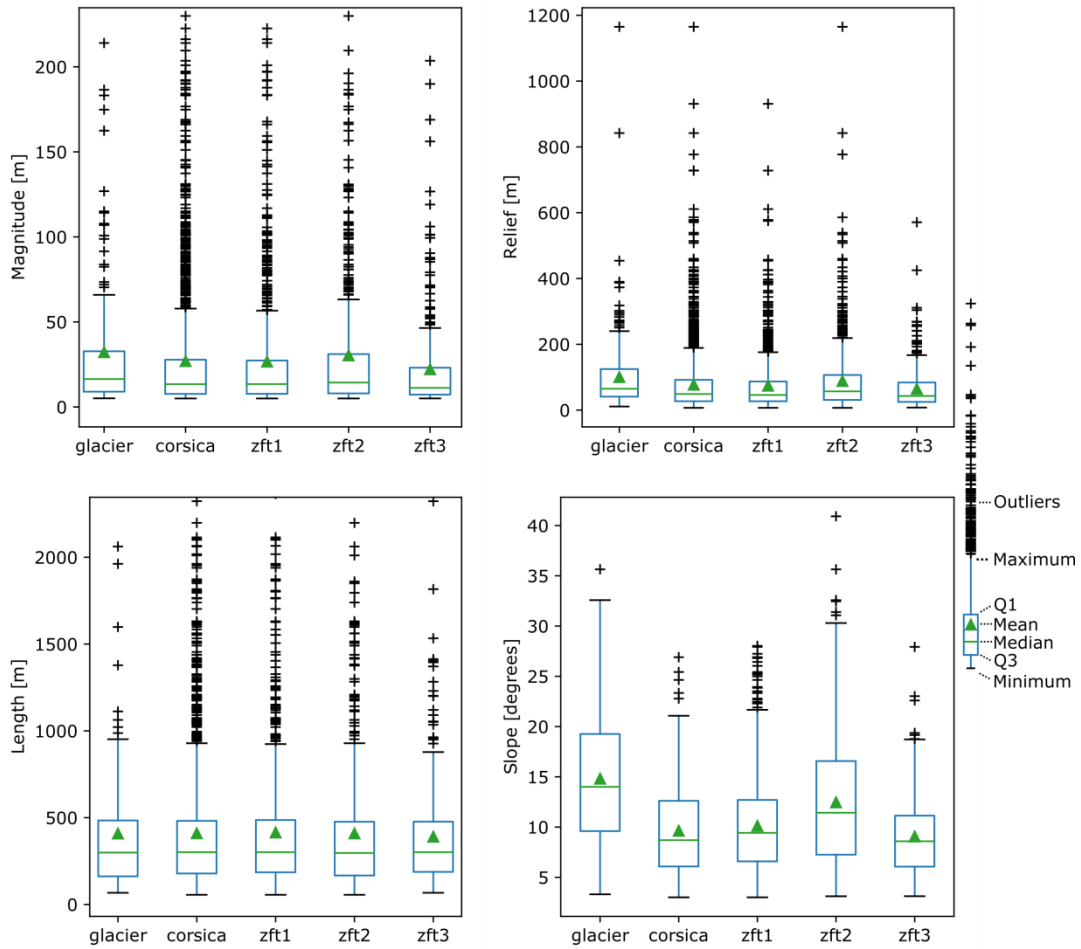 Magnitude [m]
200
150
100
50
0
glacier corsica zft1 zft2 zft3
Relief [m]
1200
1000
800
600
400
200
0
glacier corsica zft1 zft2 zft3
Length [m]
2000
1500
1000
500
0
glacier corsica zft1 zft2 zft3
Slope [degrees]
40
35
30
25
20
15
10
5
glacier corsica zft1 zft2 zft3
Outliers
Maximum
Q1
Mean
Median
Q3
Minimum